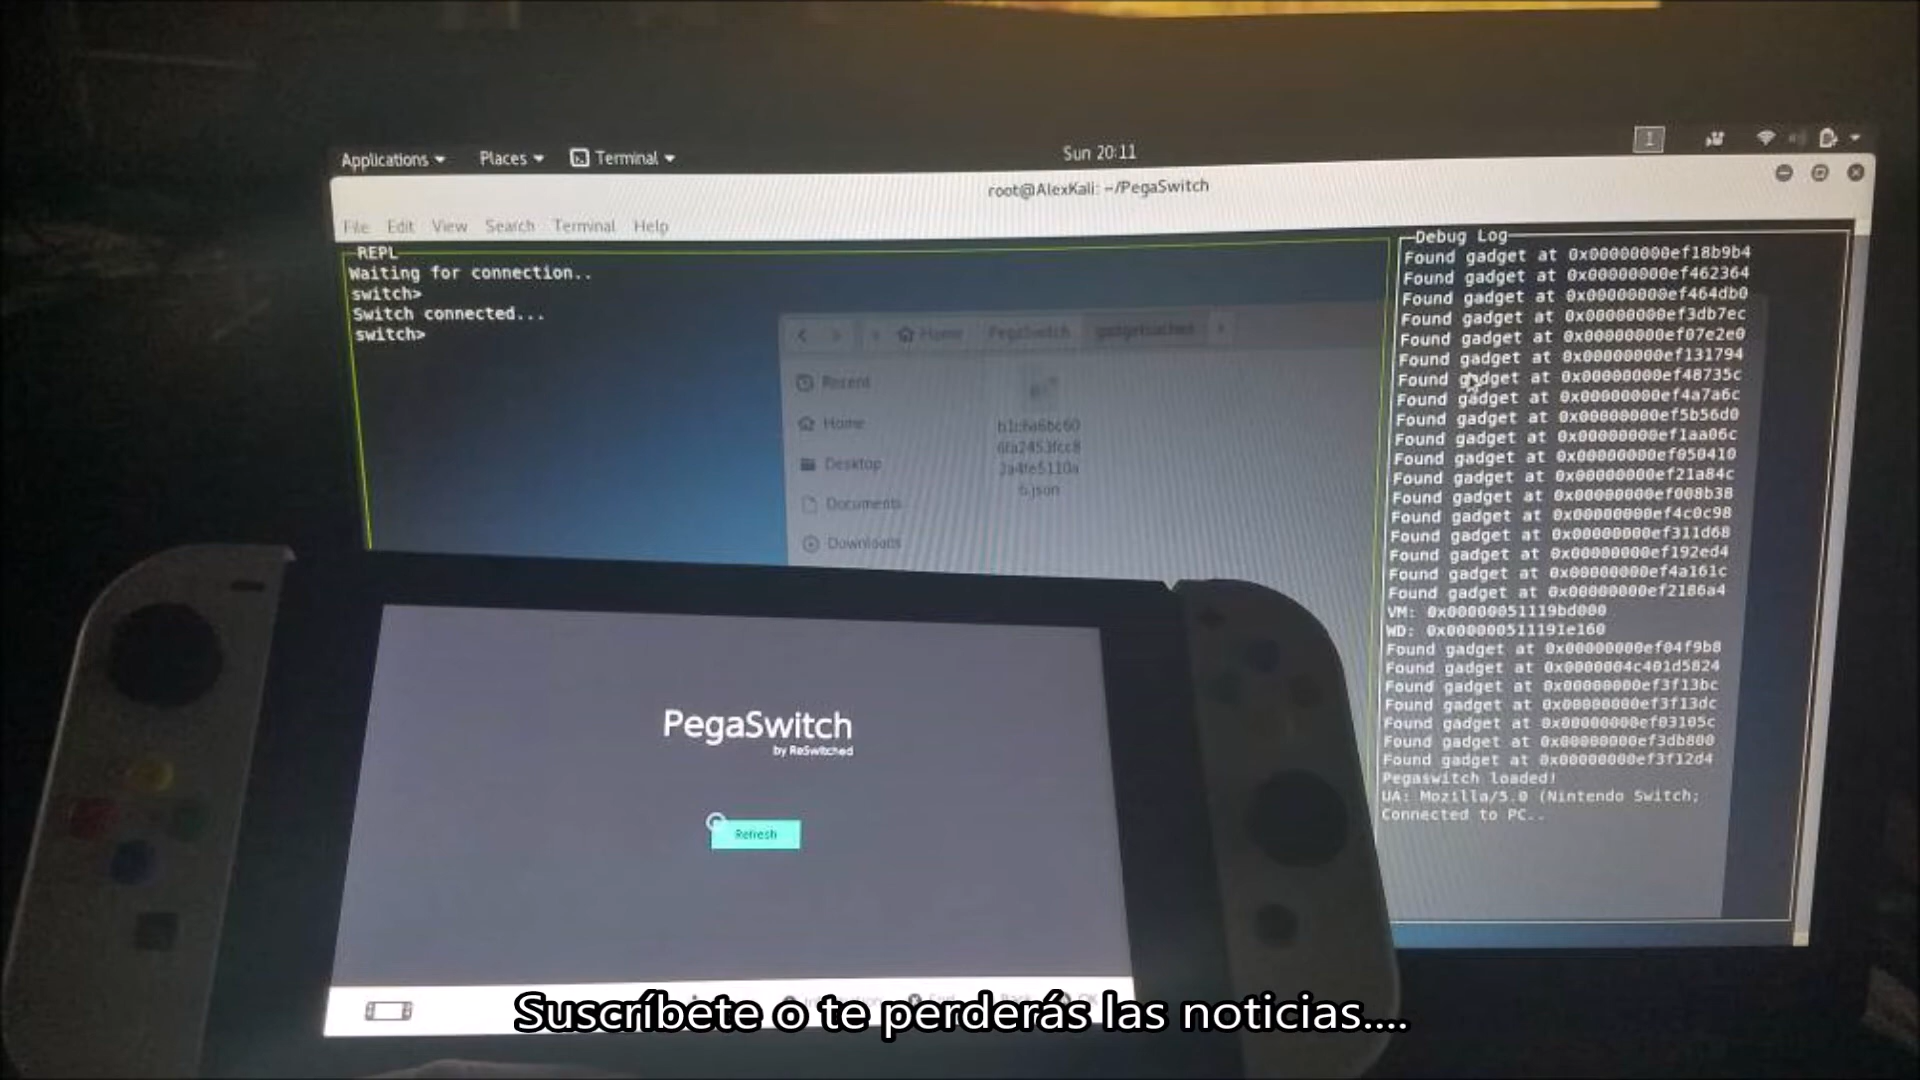 Applications Places Terminal
Sun 20:11
1
root@AlexKali: ~/PegaSwitch
File Edit View Search Terminal Help
REPL
Waiting for connection..
switch>
Switch connected...
switch>
Home PegaSwitch
Recent
Home
Desktop
Documents
Downloads
6fa2453fcc8
2a4fe5110a
6.json
Debug Log
Found gadget at 0x00000000ef18b9b4
Found gadget at 0x00000000ef462364
Found gadget at 0x00000000ef464db0
Found gadget at 0x00000000ef3db7ec
Found gadget at 0x00000000ef07e2e0
Found gadget at 0x00000000ef131794
Found gadget at 0x00000000ef48735c
Found gadget at 0x00000000ef4a7a6c
Found gadget at 0x00000000ef5b56d0
Found gadget at 0x00000000ef1aa06c
Found gadget at 0x00000000ef050410
Found gadget at 0x00000000ef21a84c
Found gadget at 0x00000000ef008b38
Found gadget at 0x00000000ef4c0c98
Found gadget at 0x00000000ef311d68
Found gadget at 0x00000000ef192ed4
Found gadget at 0x00000000ef4a161c
Found gadget at 0x00000000ef2186a4
VM: 0x00000051119bd000
WD: 0x000000511191e160
Found gadget at 0x00000000ef04f9b8
Found gadget at 0x0000004c401d5824
Found gadget at 0x00000000ef3f13bc
Found gadget at 0x00000000ef3f13dc
Found gadget at 0x00000000ef03105c
Found gadget at 0x00000000ef3db800
Found gadget at 0x00000000ef3f12d4
Pegaswitch loaded!
UA: Mozilla/5.0 (Nintendo Switch;
Connected to PC..
PegaSwitch
by ReSwitched
Refresh
Suscríbete o te perderás las noticias....